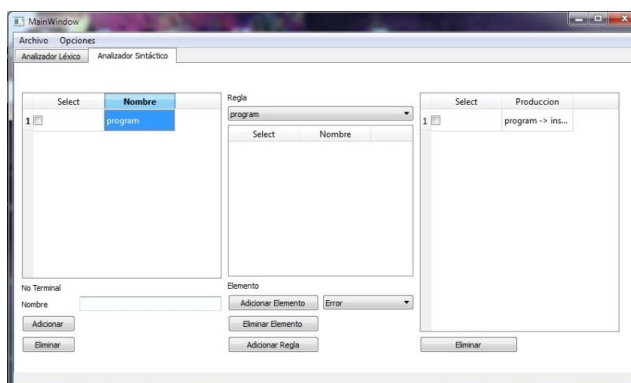 MainWindow
Archivo Opciones
Analizador Léxico Analizador Sintáctico
Select Nombre
1 program
Regla
program
Select Nombre
Select Produccion
1 program -> ins...
No Terminal
Nombre
Adicionar
Eliminar
Elemento
Adicionar Elemento Error
Eliminar Elemento
Adicionar Regla
Eliminar